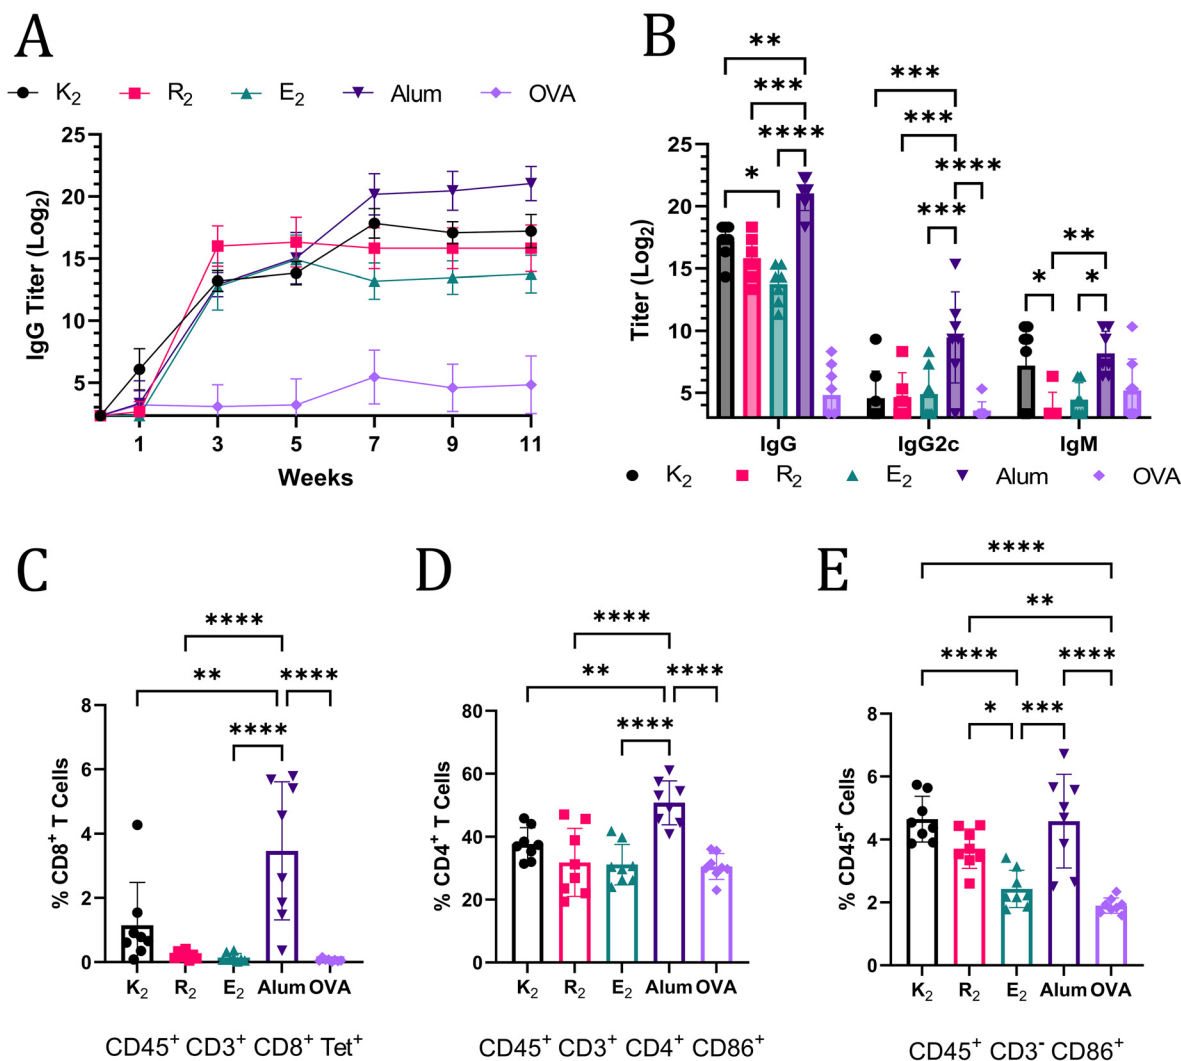 A
K₂ R₂ E₂ Alum OVA
IgG Titer (Log₂)
25
20
15
10
5
1 3 5 7 9 11
Weeks
B
** *** **** *
*** *** **** ***
** * *
Titer (Log₂)
25
20
15
10
5
IgG IgG2c IgM
K₂ R₂ E₂ Alum OVA
C
****
** ****
****
% CD8⁺ T Cells
8
6
4
2
0
K₂ R₂ E₂ Alum OVA
CD45⁺ CD3⁺ CD8⁺ Tet⁺
D
****
** ****
****
% CD4⁺ T Cells
80
60
40
20
0
K₂ R₂ E₂ Alum OVA
CD45⁺ CD3⁺ CD4⁺ CD86⁺
E
****
**
**** ****
* ***
% CD45⁺ Cells
8
6
4
2
0
K₂ R₂ E₂ Alum OVA
CD45⁺ CD3⁻ CD86⁺